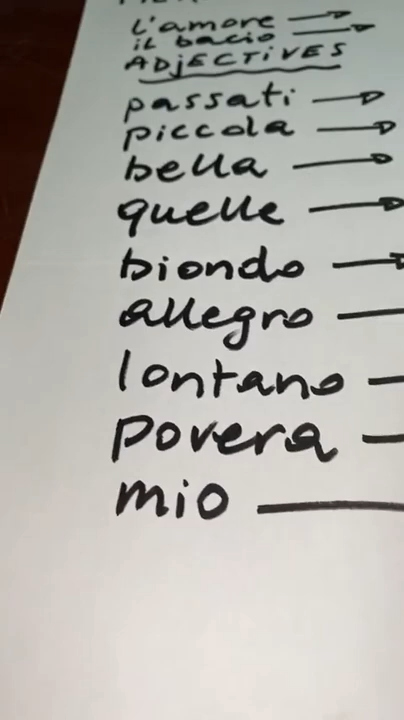 l'amore
il bacio
ADjECTiVES
passati
piccola
bella
quelle
biondo
allegro
lontano
povera
mio